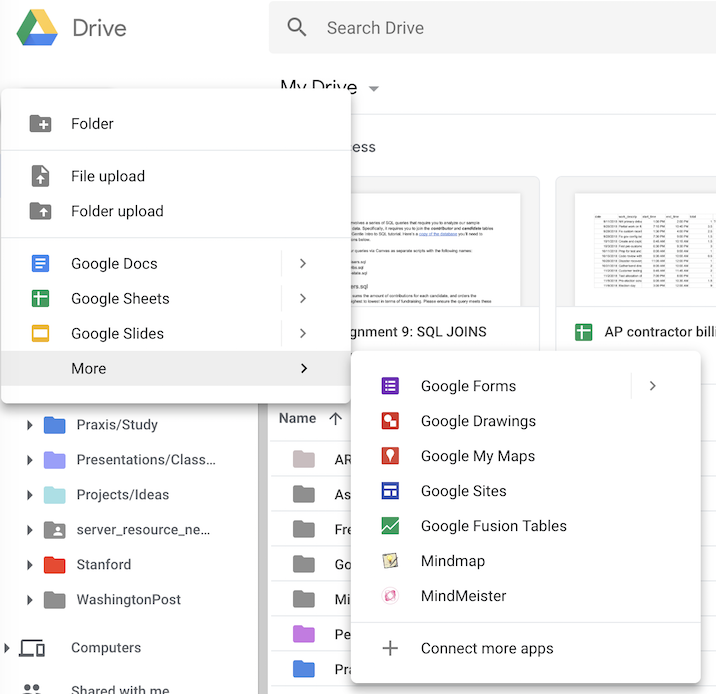 Drive
Search Drive
My Drive
Folder
File upload
Folder upload
Google Docs
Google Sheets
Google Slides
More
gnment 9: SQL JOINS
AP contractor billi
Google Forms
Google Drawings
Google My Maps
Google Sites
Google Fusion Tables
Mindmap
MindMeister
Connect more apps
Name
AR
As
Fre
Go
Mi
Pe
Pra
Praxis/Study
Presentations/Class...
Projects/Ideas
server_resource_ne...
Stanford
WashingtonPost
Computers
Shared with me